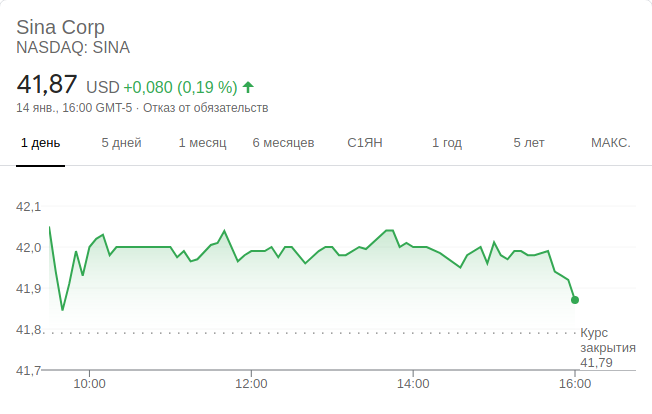 Sina Corp
NASDAQ: SINA
41,87 USD +0,080 (0,19 %)
14 янв., 16:00 GMT-5 · Отказ от обязательств
1 день 5 дней 1 месяц 6 месяцев С1ЯН 1 год 5 лет МАКС.
42,1
42,0
41,9
41,8
Курс
закрытия
41,79
41,7
10:00 12:00 14:00 16:00